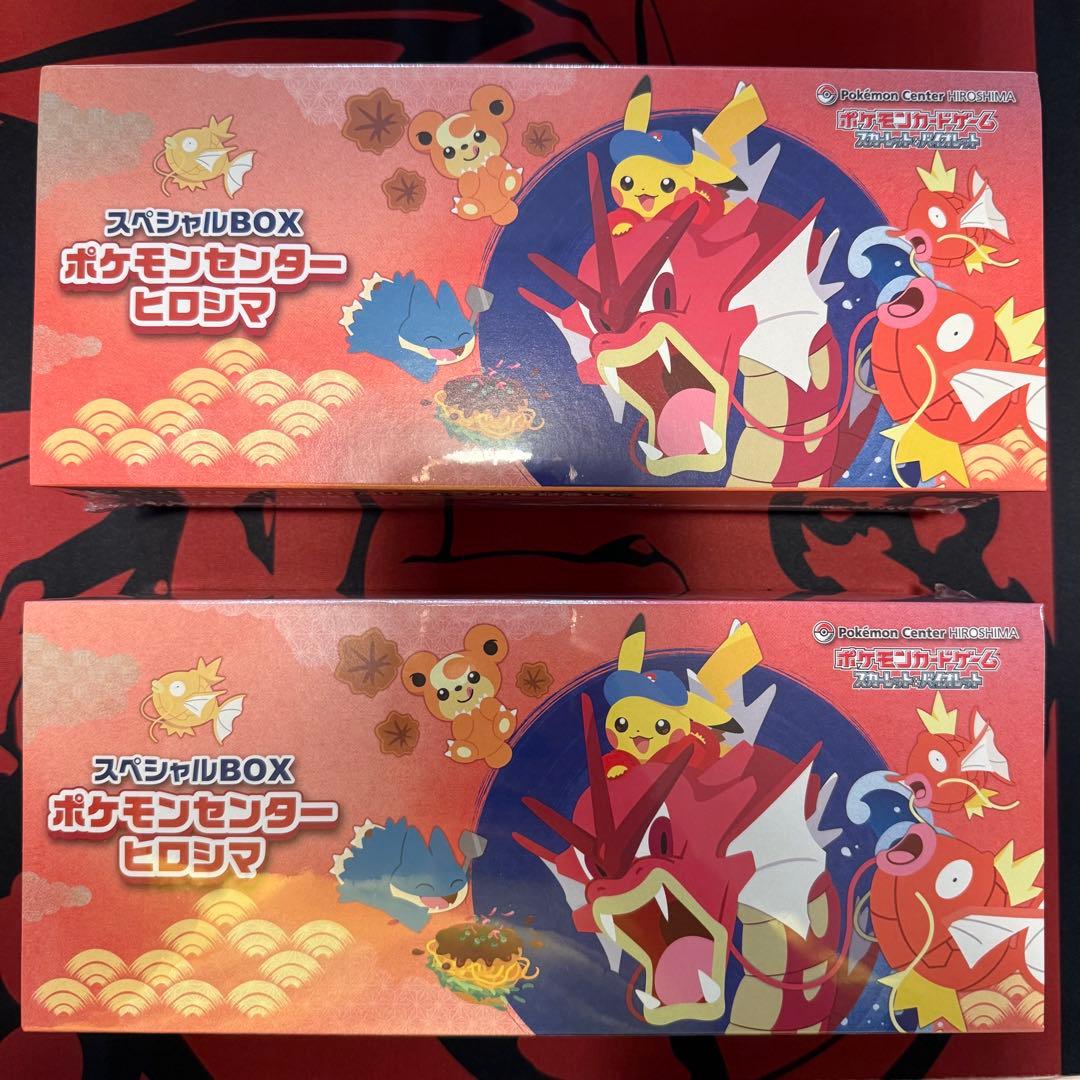 Pokémon Center HIROSHIMA
ポケモンカードゲーム
スカーレット&バイオレット
スペシャルBOX
ポケモンセンター
ヒロシマ
Pokémon Center HIROSHIMA
ポケモンカードゲーム
スカーレット&バイオレット
スペシャルBOX
ポケモンセンター
ヒロシマ